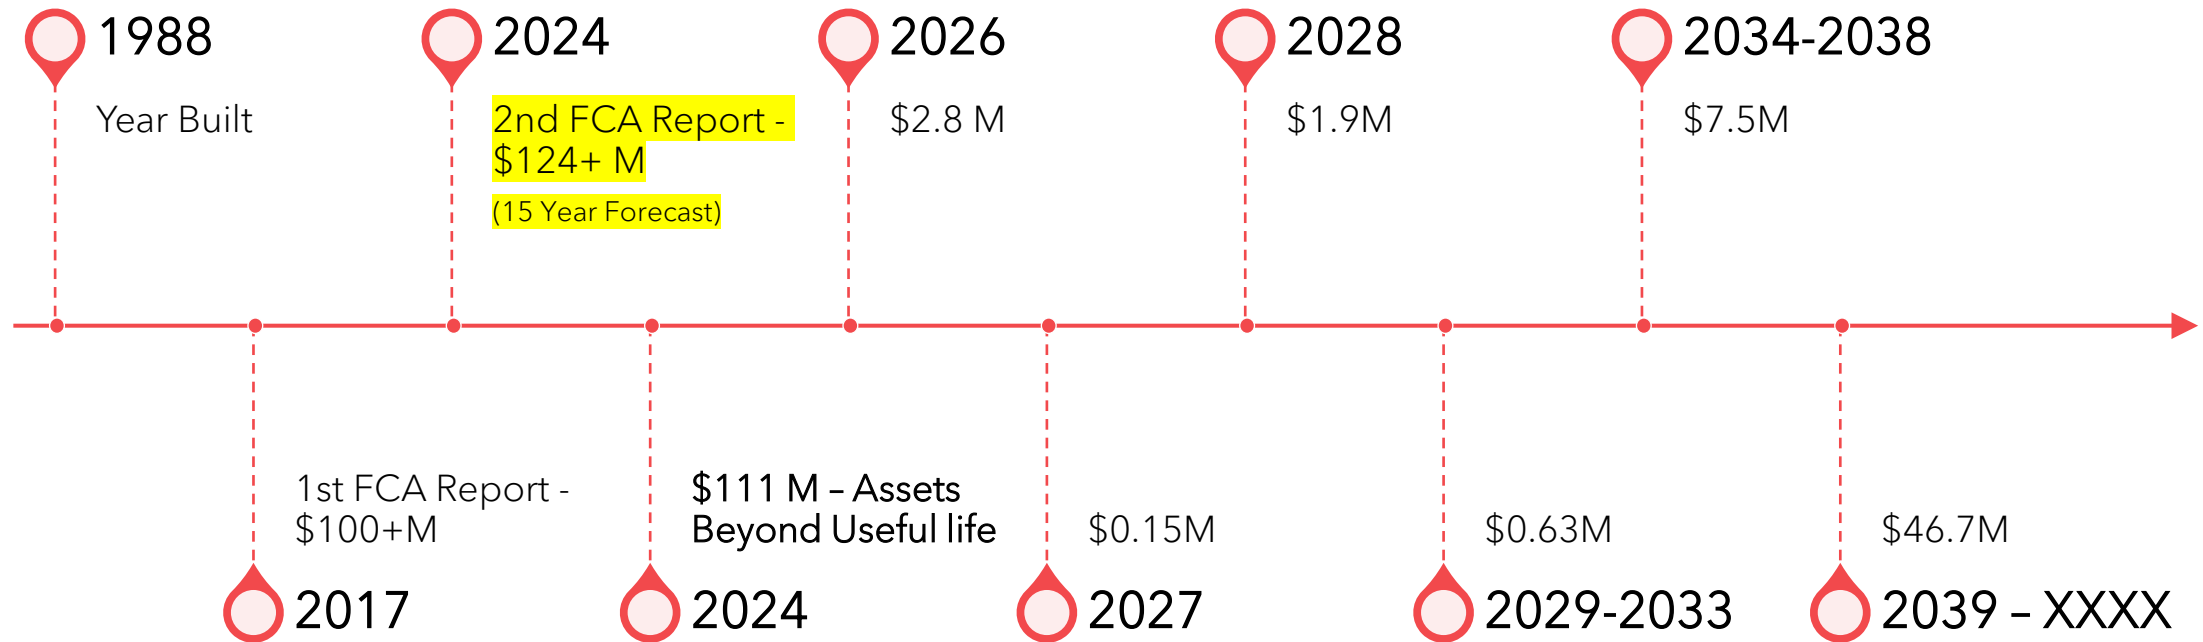 1988
Year Built
2024
2nd FCA Report -
$124+ M
(15 Year Forecast)
2026
$2.8 M
2028
$1.9M
2034-2038
$7.5M
1st FCA Report -
$100+M
2017
$111 M – Assets
Beyond Useful life
2024
$0.15M
2027
$0.63M
2029-2033
$46.7M
2039 – XXXX